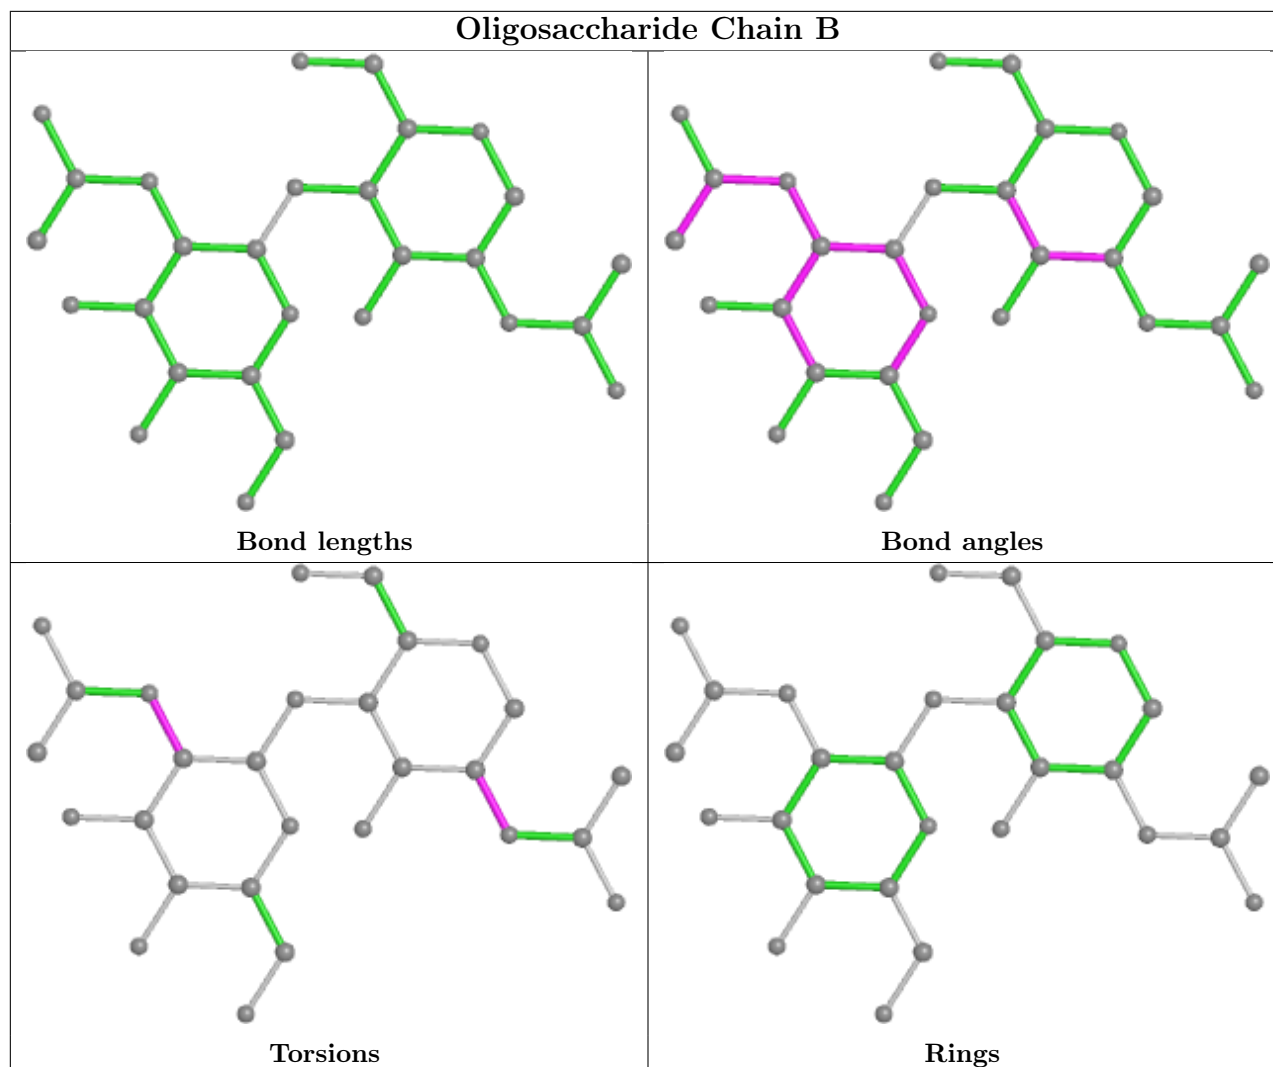 Oligosaccharide Chain B
Bond lengths
Bond angles
Torsions
Rings